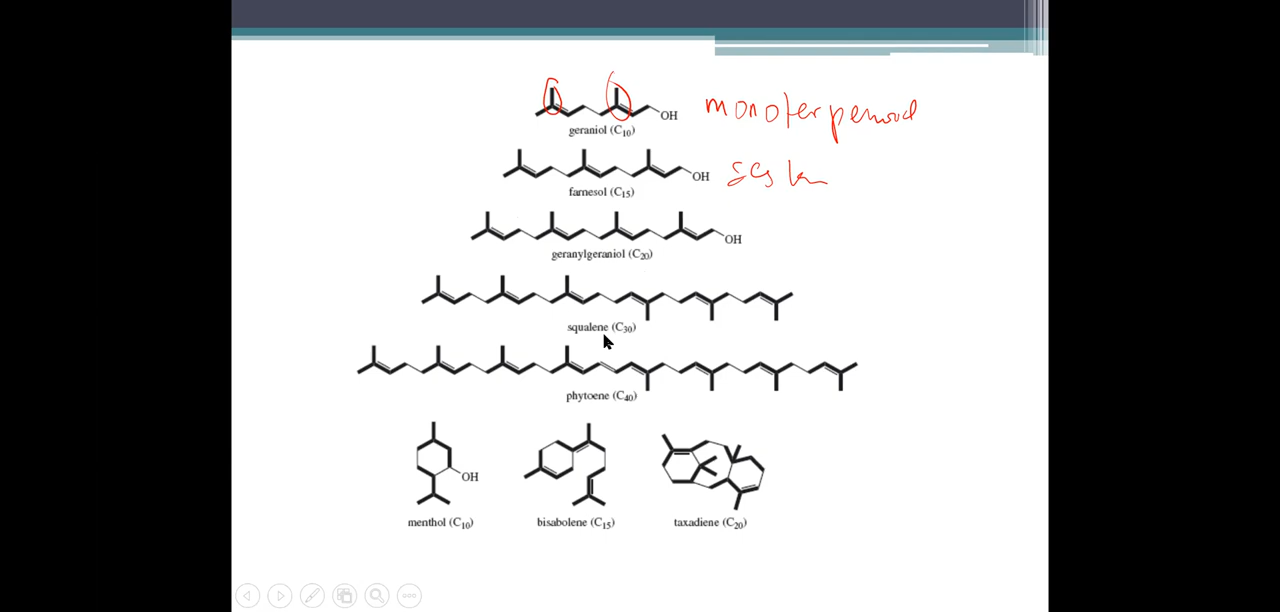 OH
monoterpenoid
geraniol (C10)
OH
farnesol (C15)
OH
geranylgeraniol (C20)
squalene (C30)
phytoene (C40)
OH
menthol (C10)
bisabolene (C15)
taxadiene (C20)